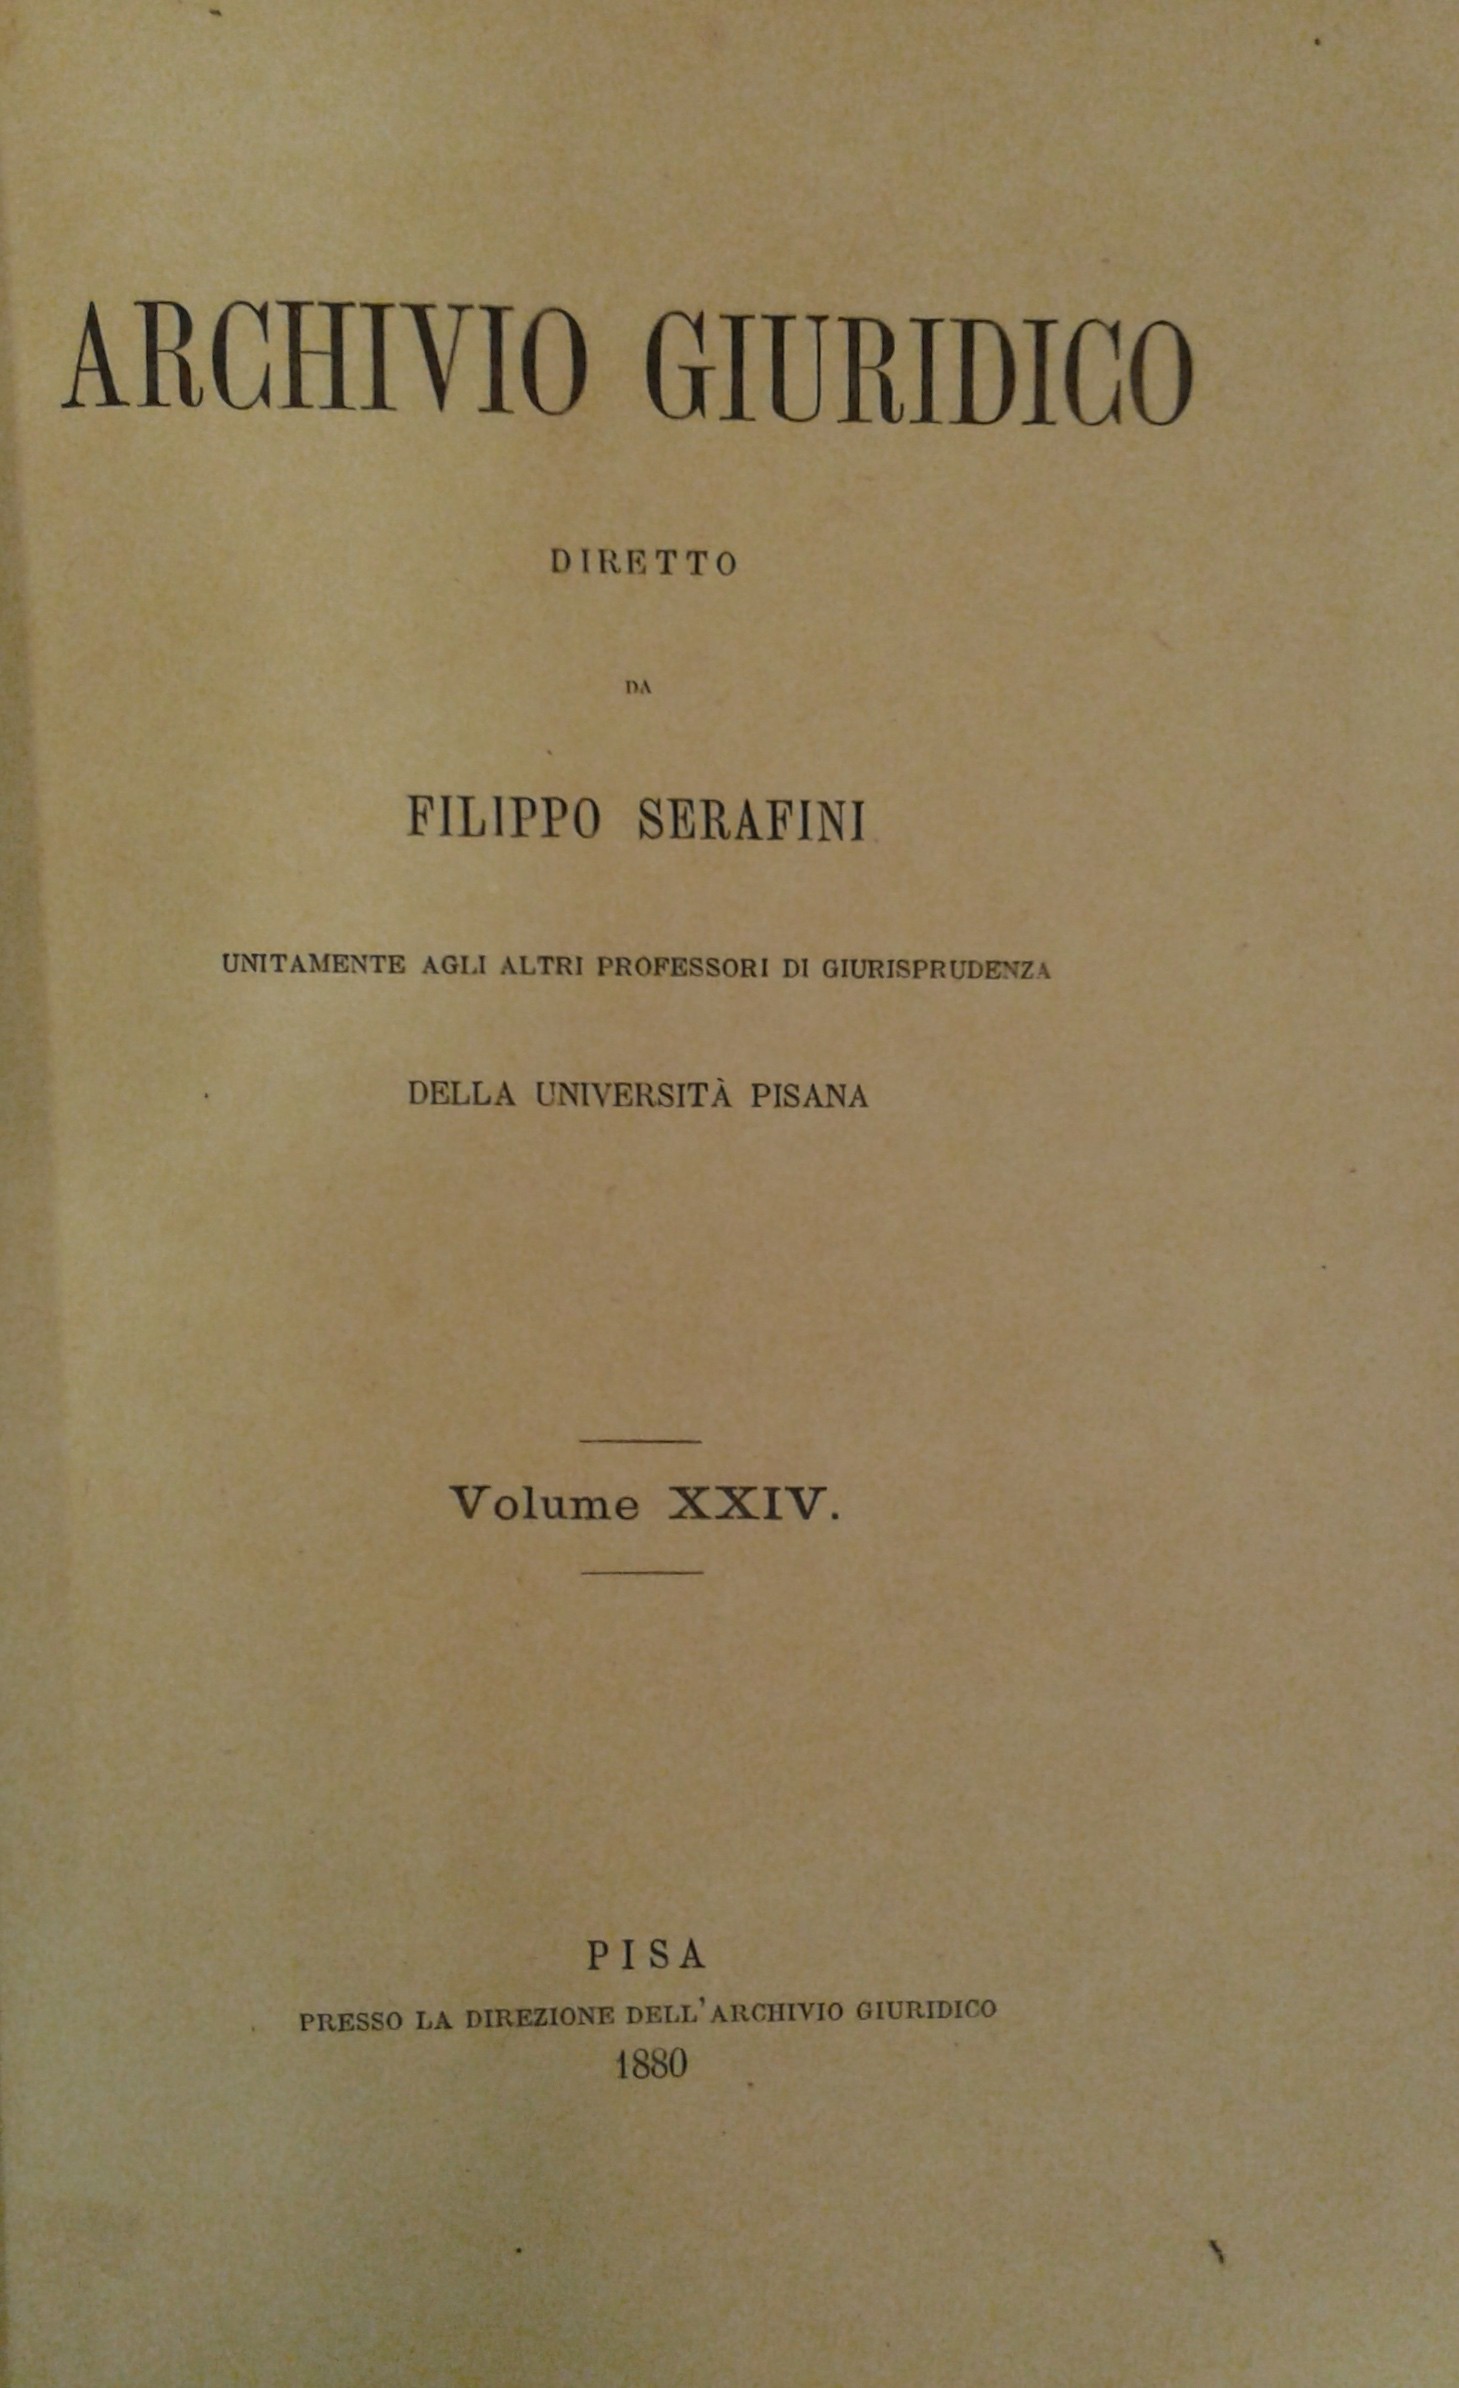 ARCHIVIO GIURIDICO
DIRETTO
DA
FILIPPO SERAFINI
UNITAMENTE AGLI ALTRI PROFESSORI DI GIURISPRUDENZA
DELLA UNIVERSITÀ PISANA
Volume XXIV.
PISA
PRESSO LA DIREZIONE DELL'ARCHIVIO GIURIDICO
1880